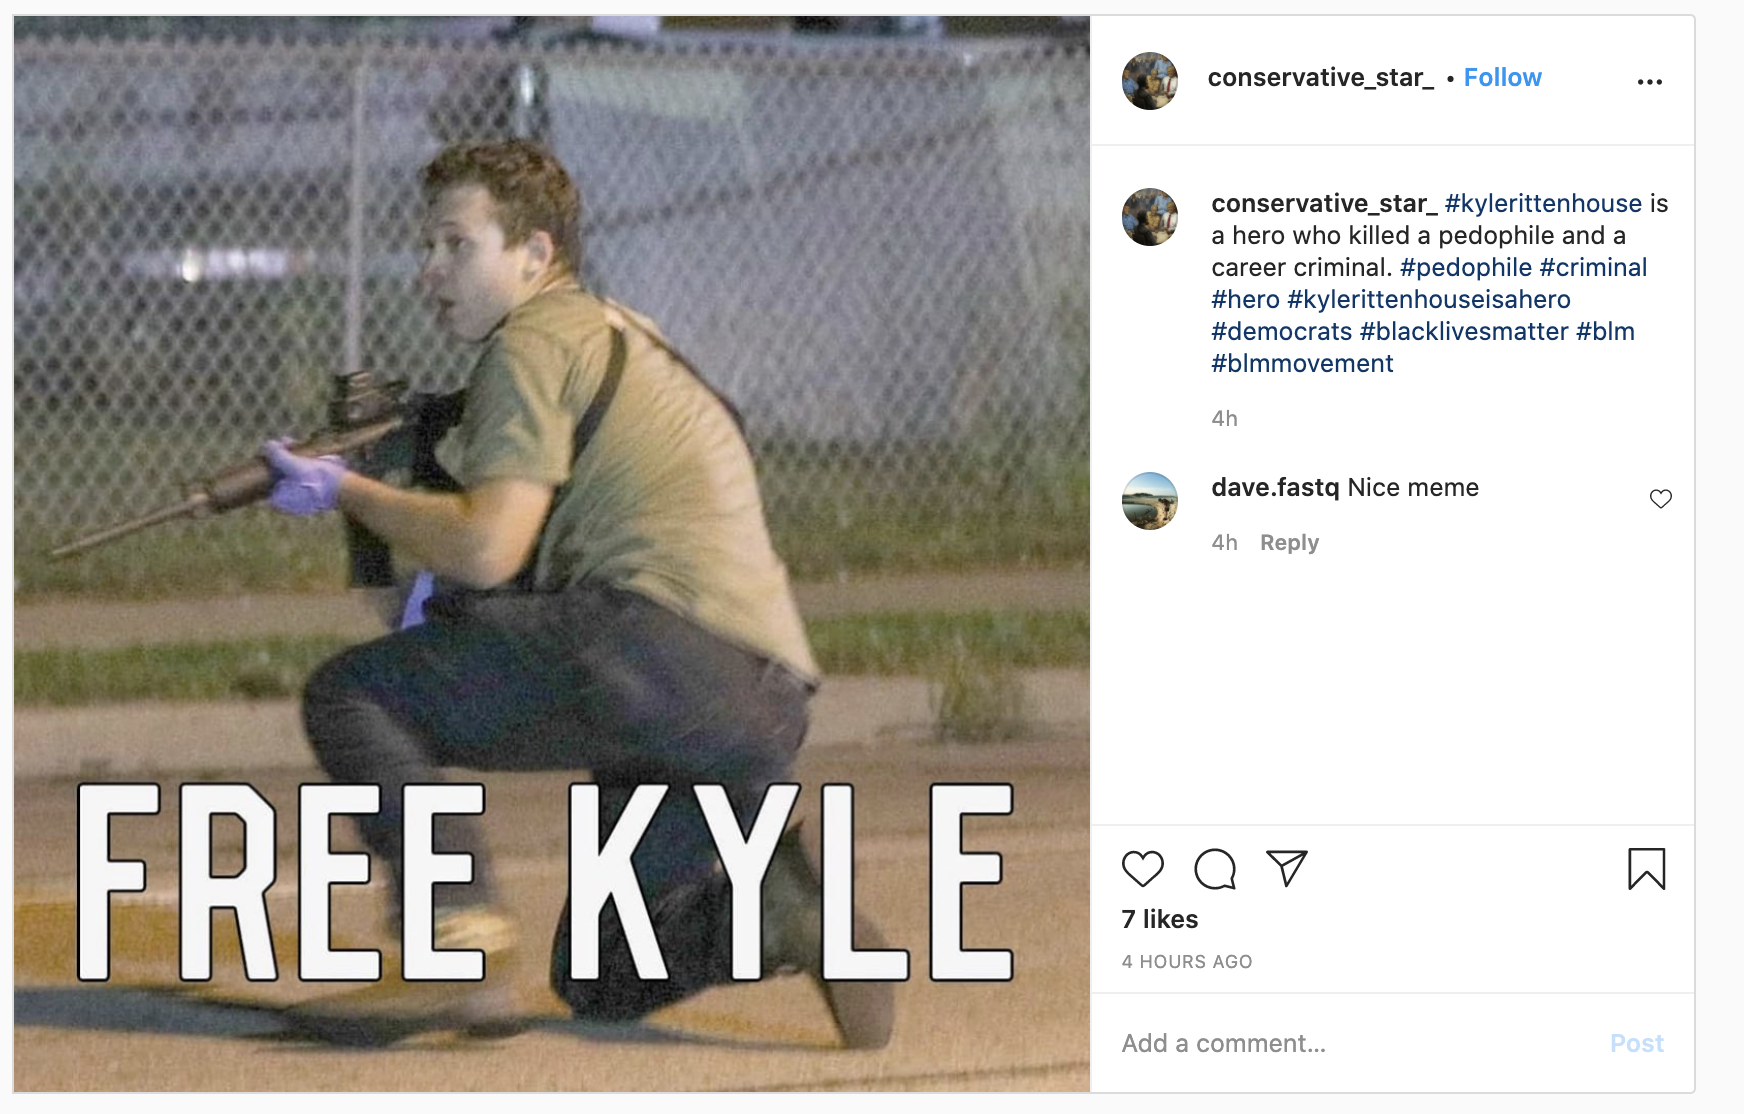 FREE KYLE
conservative_star_ • Follow
conservative_star_ #kylerittenhouse is
a hero who killed a pedophile and a
career criminal. #pedophile #criminal
#hero #kylerittenhouseisahero
#democrats #blacklivesmatter #blm
#blmmovement
4h
dave.fastq Nice meme
4h Reply
7 likes
4 HOURS AGO
Add a comment...
Post